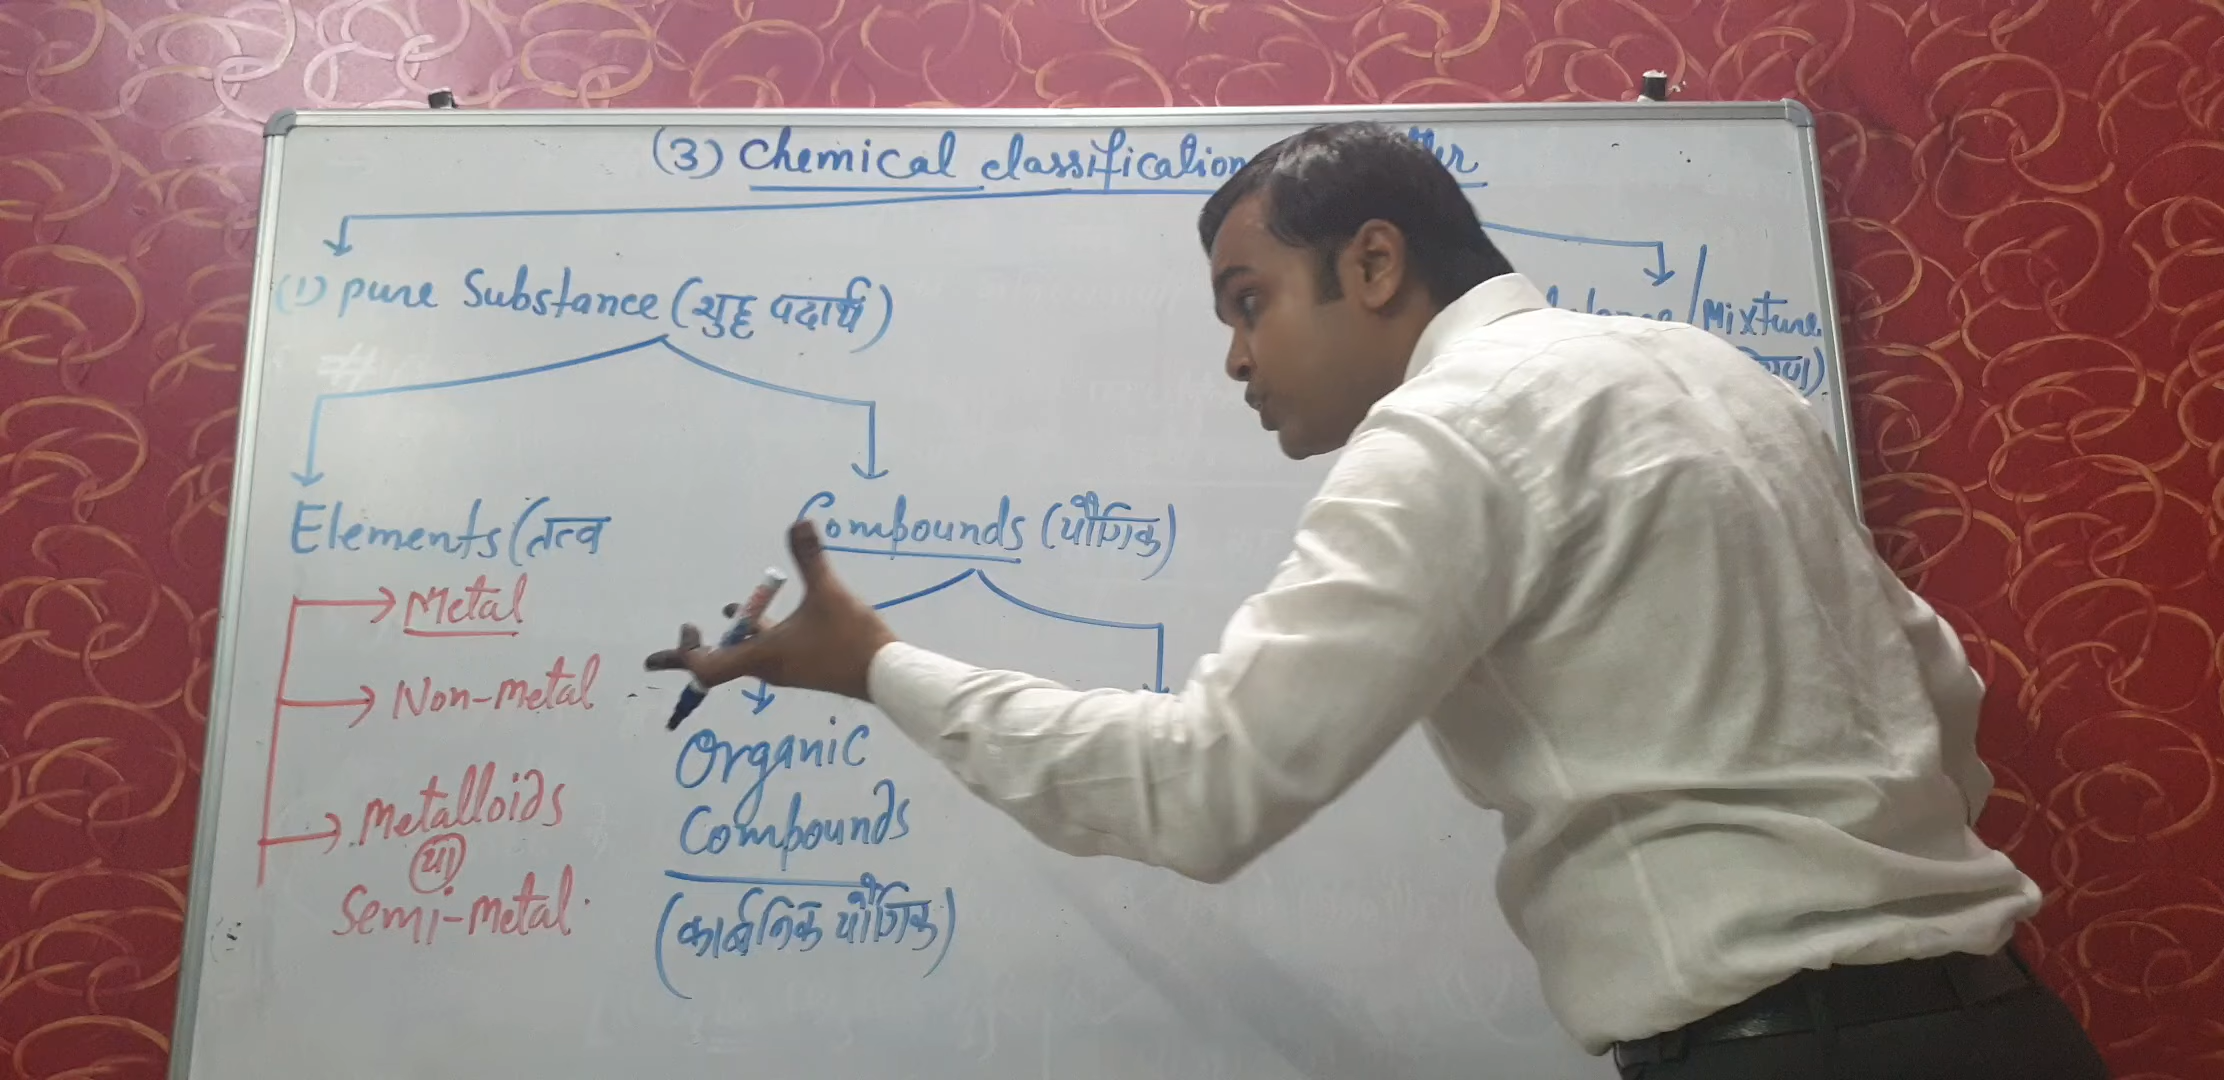 (3) Chemical classification
(1) pure Substance (शुद्ध पदार्थ)
/Mixture
Elements (तत्व
Compounds (यौगिक)
Metal
Non-metal
Metalloids
(या)
Semi-metal.
Organic
Compounds
(कार्बनिक यौगिक)